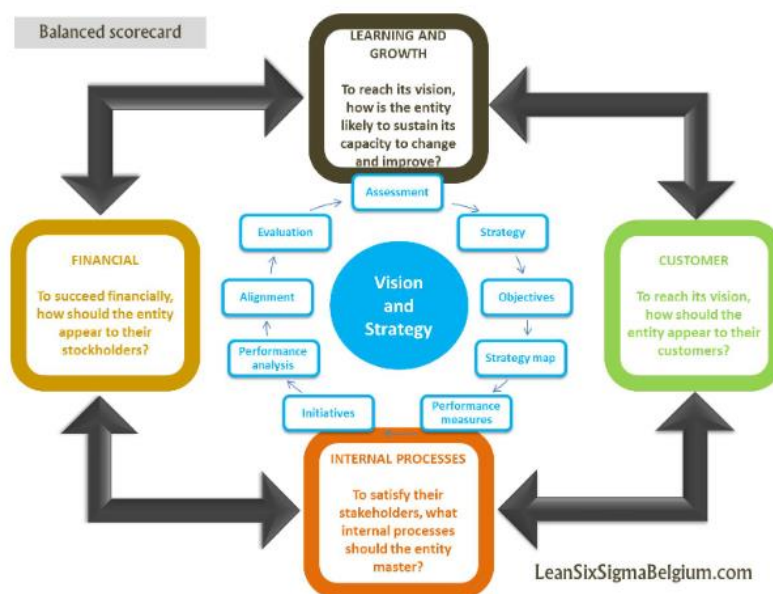 Balanced scorecard
LEARNING AND
GROWTH
To reach its vision,
how is the entity
likely to sustain its
capacity to change
and improve?
Assessment
Evaluation
Strategy
FINANCIAL
To succeed financially,
how should the entity
appear to their
stockholders?
Alignment
Vision
and
Strategy
Objectives
CUSTOMER
To reach its vision,
how should the
entity appear to their
customers?
Performance
analysis
Strategy map
Initiatives
Performance
measures
INTERNAL PROCESSES
To satisfy their
stakeholders, what
internal processes
should the entity
master?
LeanSixSigmaBelgium.com